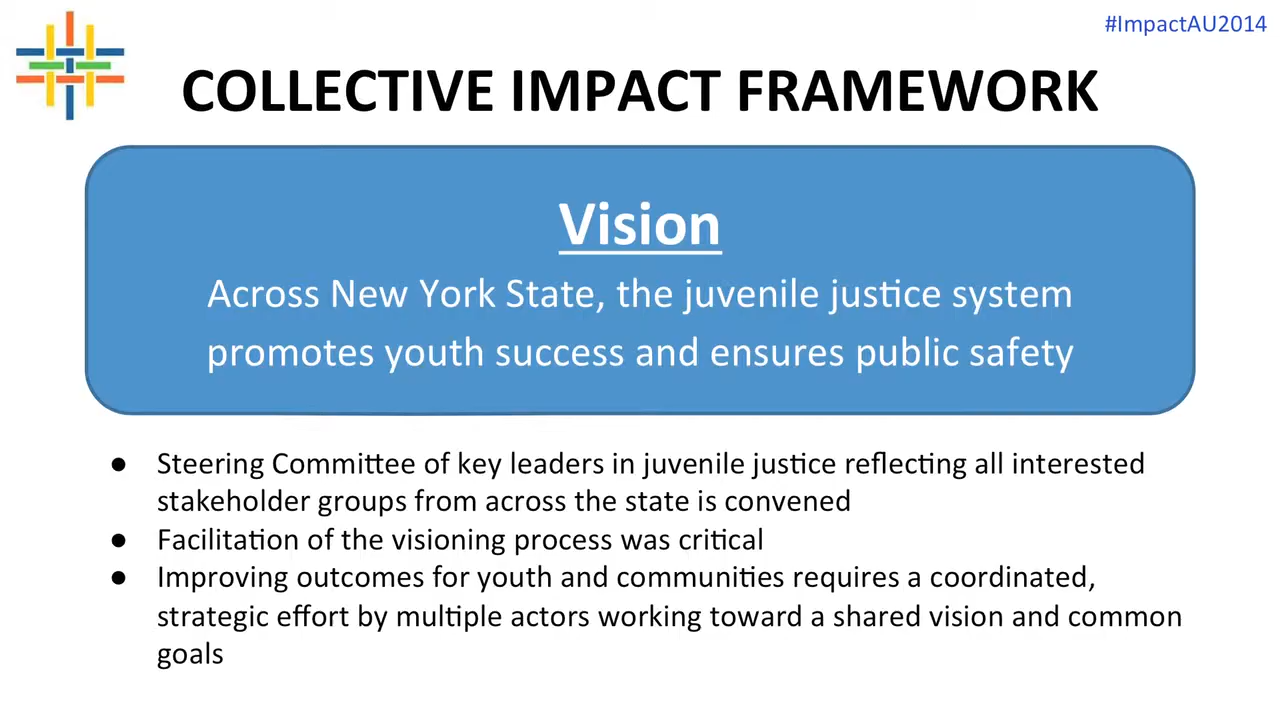 #ImpactAU2014
COLLECTIVE IMPACT FRAMEWORK
Vision
Across New York State, the juvenile justice system
promotes youth success and ensures public safety
● Steering Committee of key leaders in juvenile justice reflecting all interested
stakeholder groups from across the state is convened
● Facilitation of the visioning process was critical
● Improving outcomes for youth and communities requires a coordinated,
strategic effort by multiple actors working toward a shared vision and common
goals